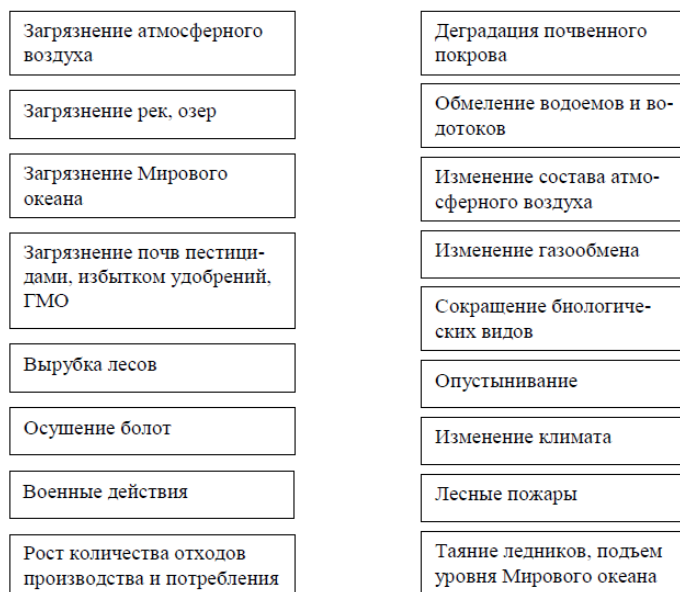 Загрязнение атмосферного
воздуха
Загрязнение рек, озер
Загрязнение Мирового
океана
Загрязнение почв пестици-
дами, избытком удобрений,
ГМО
Вырубка лесов
Осушение болот
Военные действия
Рост количества отходов
производства и потребления
Деградация почвенного
покрова
Обмеление водоемов и во-
дотоков
Изменение состава атмо-
сферного воздуха
Изменение газообмена
Сокращение биологиче-
ских видов
Опустынивание
Изменение климата
Лесные пожары
Таяние ледников, подъем
уровня Мирового океана